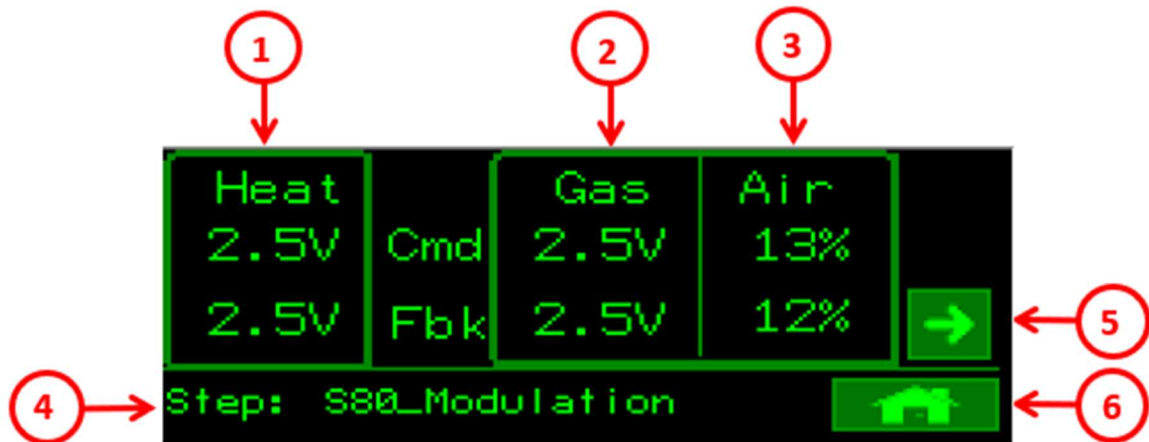 1 2 3
Heat Gas Air
2.5V Cmd 2.5V 13%
2.5V Fbk 2.5V 12%
5
4 Step: S80_Modulation 6